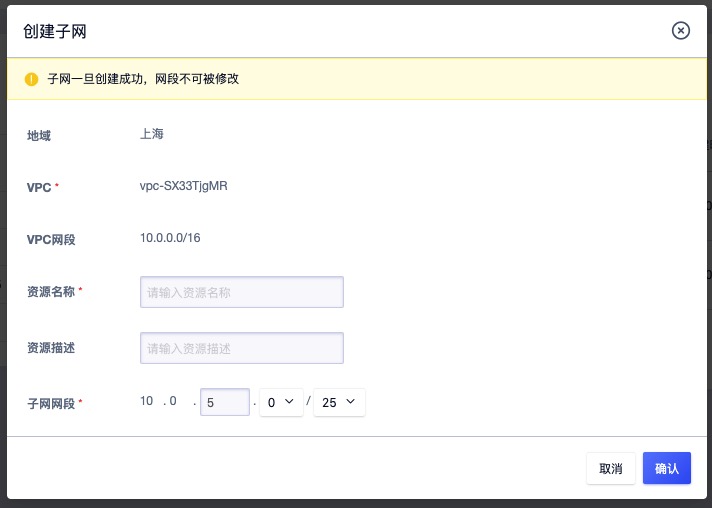 创建子网
子网一旦创建成功，网段不可被修改
地域 上海
VPC * vpc-SX33TjgMR
VPC网段 10.0.0.0/16
资源名称 * 请输入资源名称
资源描述 请输入资源描述
子网网段 * 10 . 0 . 5 . 0 / 25
取消 确认